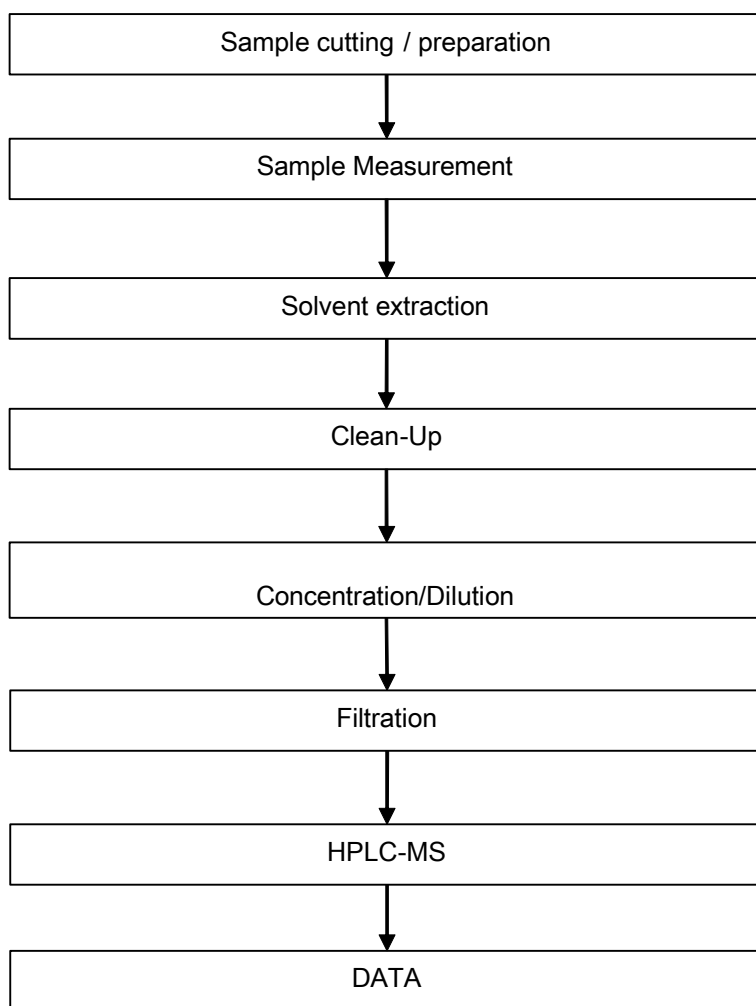 Sample cutting / preparation
Sample Measurement
Solvent extraction
Clean-Up
Concentration/Dilution
Filtration
HPLC-MS
DATA